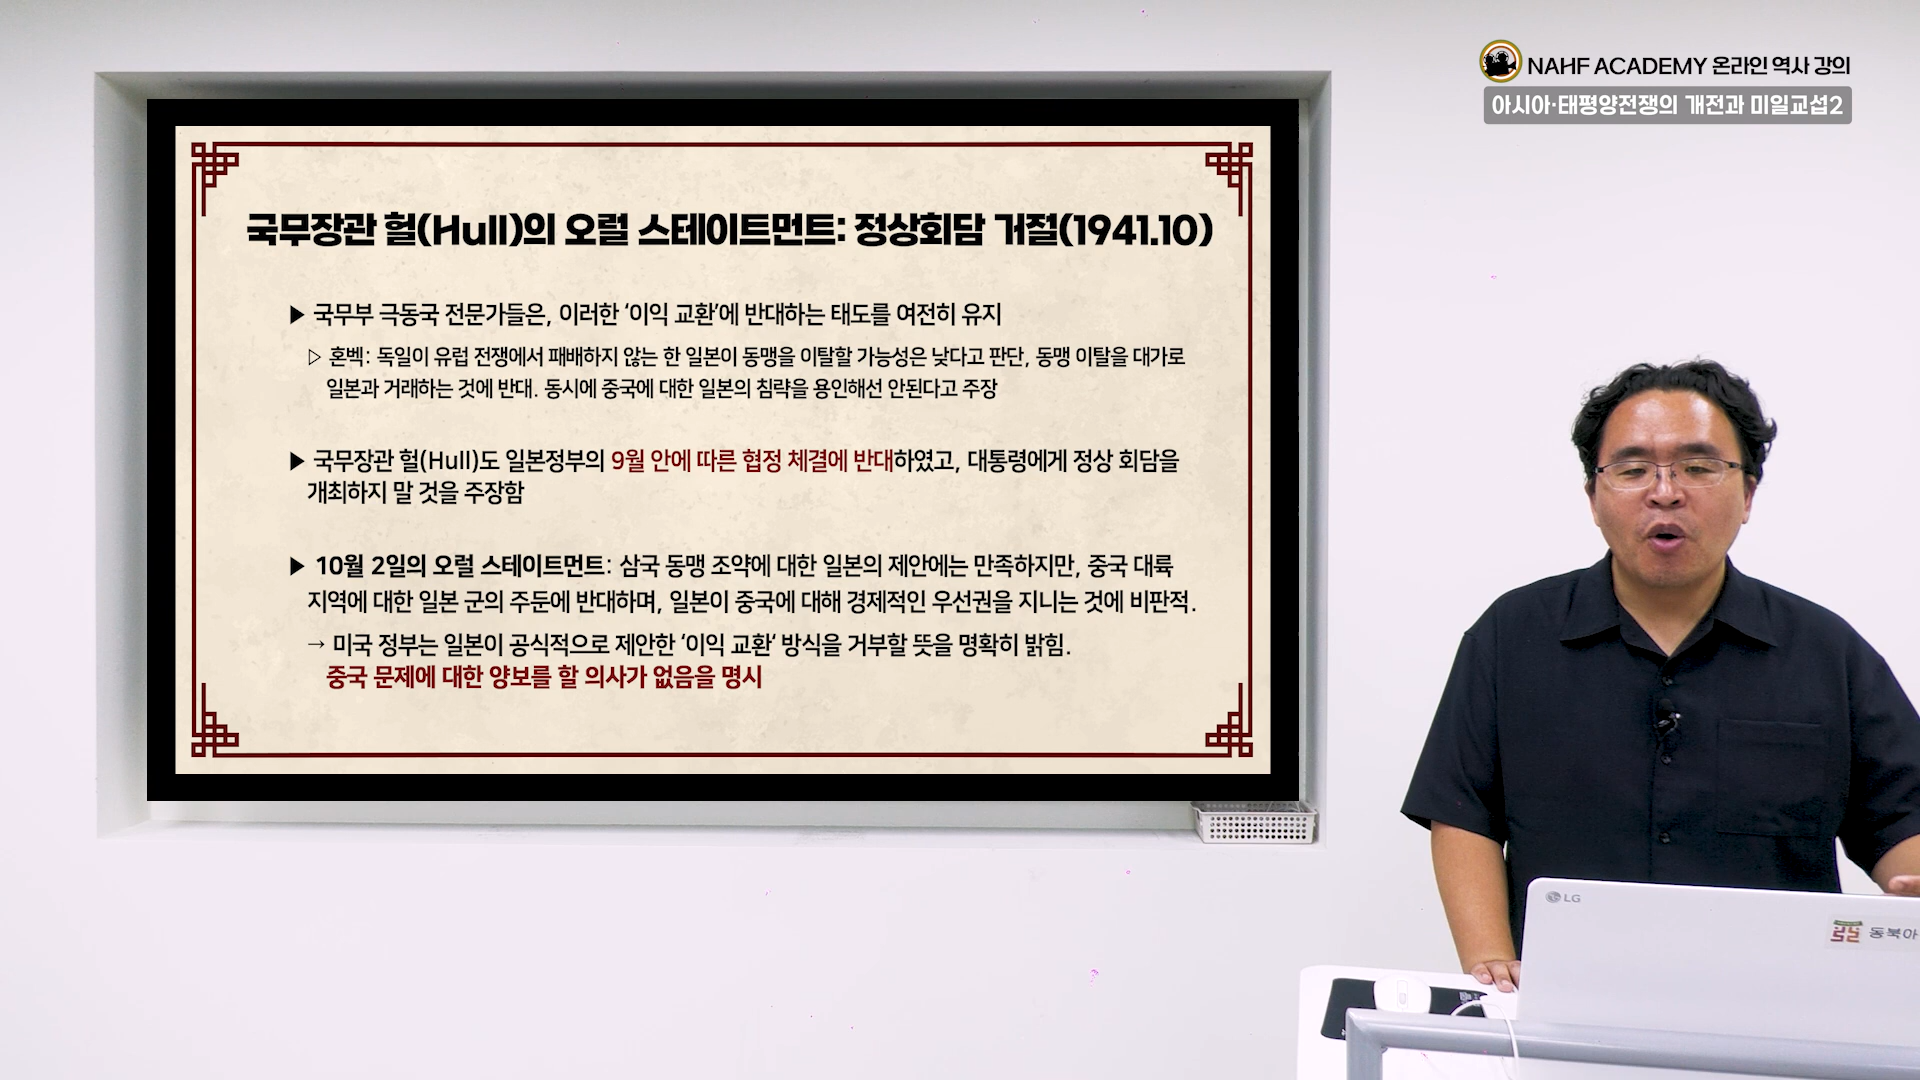 NAHF ACADEMY 온라인 역사 강의
아시아·태평양전쟁의 개전과 미일교섭2
국무장관 헐(Hull)의 오럴 스테이트먼트: 정상회담 거절(1941.10)
▶ 국무부 극동국 전문가들은, 이러한 ‘이익 교환’에 반대하는 태도를 여전히 유지
▷ 혼벡: 독일이 유럽 전쟁에서 패배하지 않는 한 일본이 동맹을 이탈할 가능성은 낮다고 판단, 동맹 이탈을 대가로
일본과 거래하는 것에 반대. 동시에 중국에 대한 일본의 침략을 용인해선 안된다고 주장
▶ 국무장관 헐(Hull)도 일본정부의 9월 안에 따른 협정 체결에 반대하였고, 대통령에게 정상 회담을
개최하지 말 것을 주장함
▶ 10월 2일의 오럴 스테이트먼트: 삼국 동맹 조약에 대한 일본의 제안에는 만족하지만, 중국 대륙
지역에 대한 일본 군의 주둔에 반대하며, 일본이 중국에 대해 경제적인 우선권을 지니는 것에 비판적.
→ 미국 정부는 일본이 공식적으로 제안한 ‘이익 교환‘ 방식을 거부할 뜻을 명확히 밝힘.
중국 문제에 대한 양보를 할 의사가 없음을 명시
LG
동북아